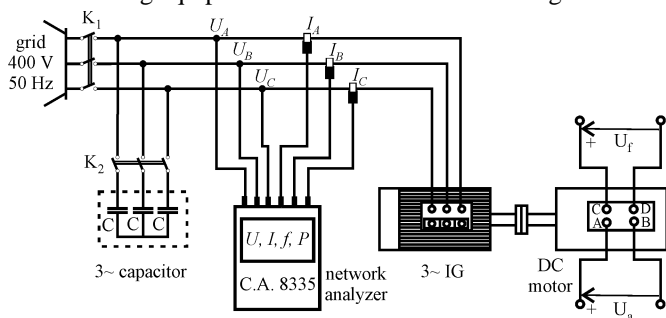 K1
grid
400 V
50 Hz
UA
UB
UC
IA
IB
IC
K2
C C C
3~ capacitor
U, I, f, P
C.A. 8335
network
analyzer
3~ IG
C D
A B
DC
motor
+ Uf
+ Ua